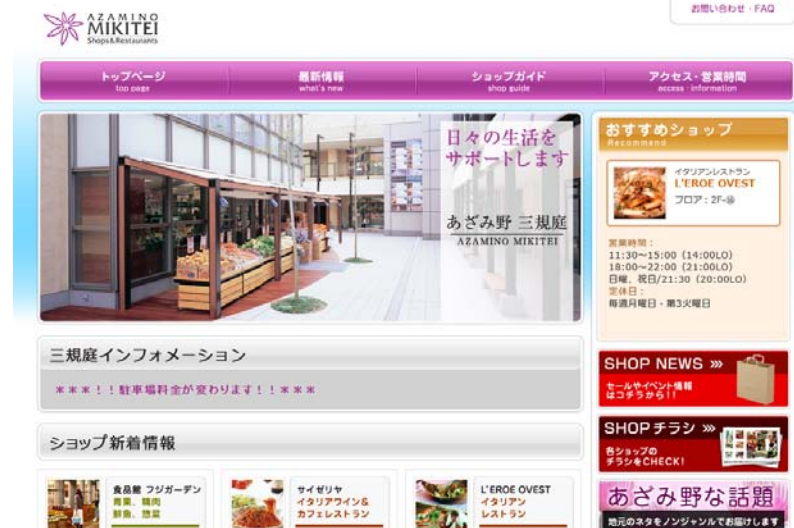 お問い合わせ・FAQ
AZAMINO
MIKITEI
Shops&Restaurants
トップページ
top page
最新情報
what's new
ショップガイド
shop guide
アクセス・営業時間
access・information
日々の生活を
サポートします
あざみ野 三規庭
AZAMINO MIKITEI
おすすめショップ
Recommend
イタリアンレストラン
L'EROE OVEST
フロア：2F-⑭
営業時間：
11:30～15:00（14:00LO）
18:00～22:00（21:00LO）
日曜、祝日/21:30（20:00LO）
定休日：
毎週月曜日・第3火曜日
三規庭インフォメーション
＊＊＊！！駐車場料金が変わります！！＊＊＊
SHOP NEWS
セールやイベント情報
はコチラから!!
SHOPチラシ
各ショップの
チラシをCHECK!
ショップ新着情報
食品館 フジガーデン
青果、精肉
鮮魚、惣菜
サイゼリヤ
イタリアワイン&
カフェレストラン
L'EROE OVEST
イタリアン
レストラン
あざみ野な話題
地元のネタをノンジャンルでお届けします